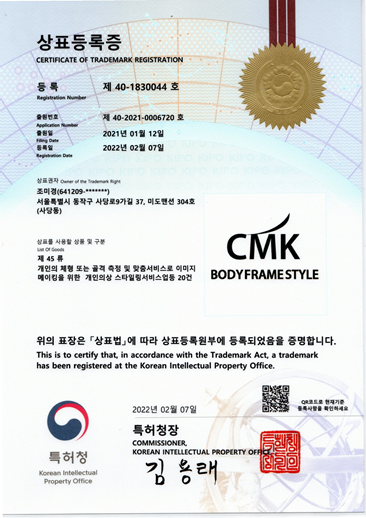 상표등록증
CERTIFICATE OF TRADEMARK REGISTRATION
등 록 제 40-1830044 호
Registration Number
출원번호 제 40-2021-0006720 호
Application Number
출원일 2021년 01월 12일
Filing Date
등록일 2022년 02월 07일
Registration Date
상표권자 Owner of the Trademark Right
조미경(641209-*******)
서울특별시 동작구 사당로9가길 37, 미도맨션 304호
(사당동)
상표를 사용할 상품 및 구분
List Of Goods
제 45 류
개인의 체형 또는 골격 측정 및 맞춤서비스로 이미지
메이킹을 위한 개인의상 스타일링서비스업등 20건
CMK
BODYFRAMESTYLE
위의 표장은 「상표법」에 따라 상표등록원부에 등록되었음을 증명합니다.
This is to certify that, in accordance with the Trademark Act, a trademark
has been registered at the Korean Intellectual Property Office.
QR코드로 현재기준
등록사항을 확인하세요
2022년 02월 07일
특허청장
COMMISSIONER,
KOREAN INTELLECTUAL PROPERTY OFFICE
김용래
특허청
Korean Intellectual
Property Office